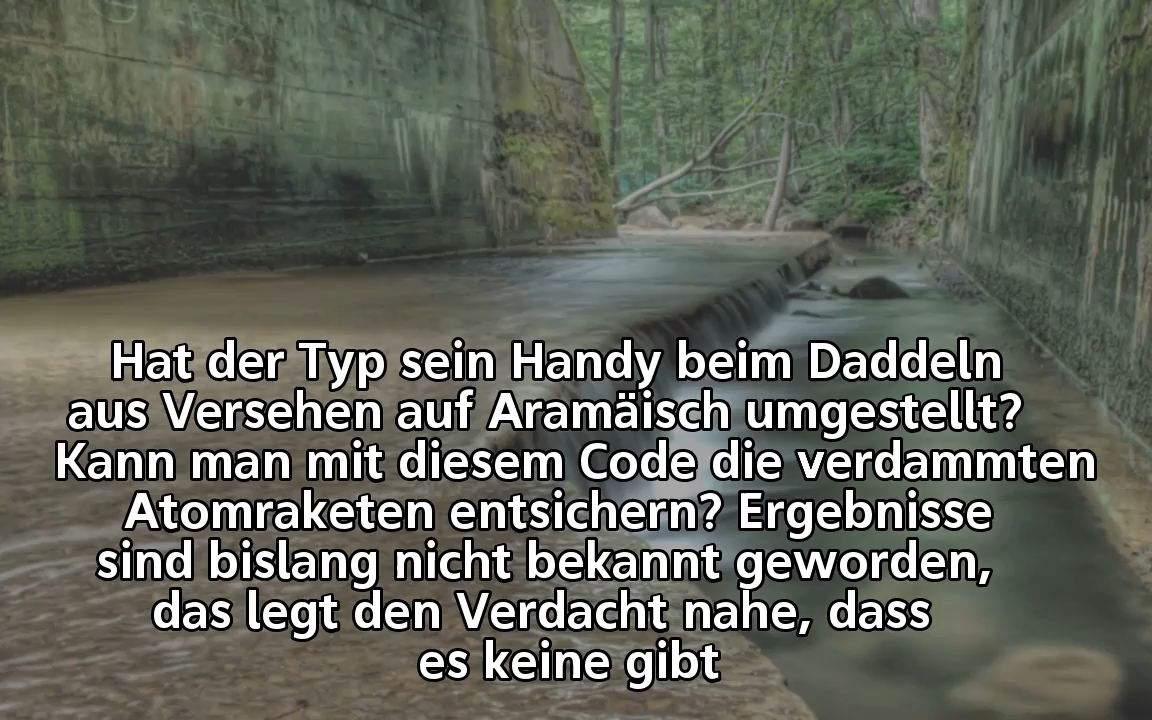 Hat der Typ sein Handy beim Daddeln
aus Versehen auf Aramäisch umgestellt?
Kann man mit diesem Code die verdammten
Atomraketen entsichern? Ergebnisse
sind bislang nicht bekannt geworden,
das legt den Verdacht nahe, dass
es keine gibt